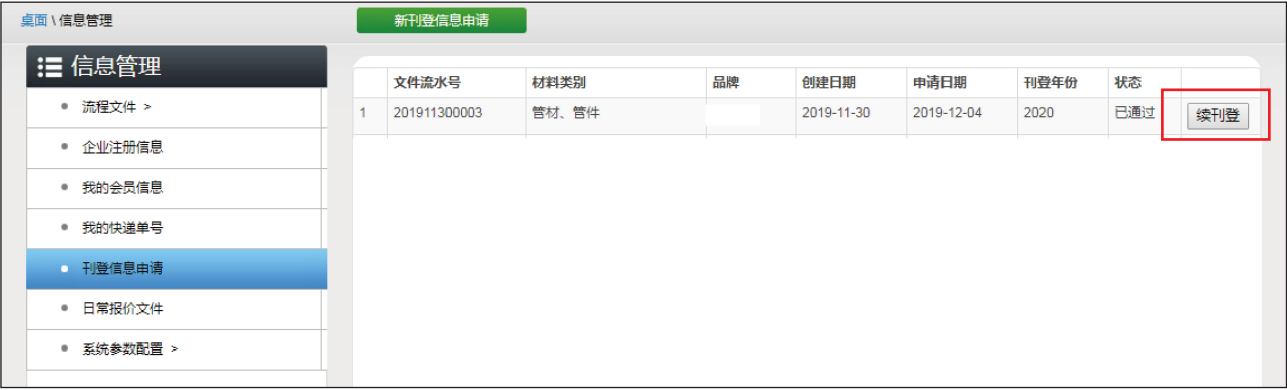 桌面 \ 信息管理
新刊登信息申请
信息管理
流程文件 >
企业注册信息
我的会员信息
我的快递单号
刊登信息申请
日常报价文件
系统参数配置 >
文件流水号 材料类别 品牌 创建日期 申请日期 刊登年份 状态
1 201911300003 管材、管件 2019-11-30 2019-12-04 2020 已通过 续刊登